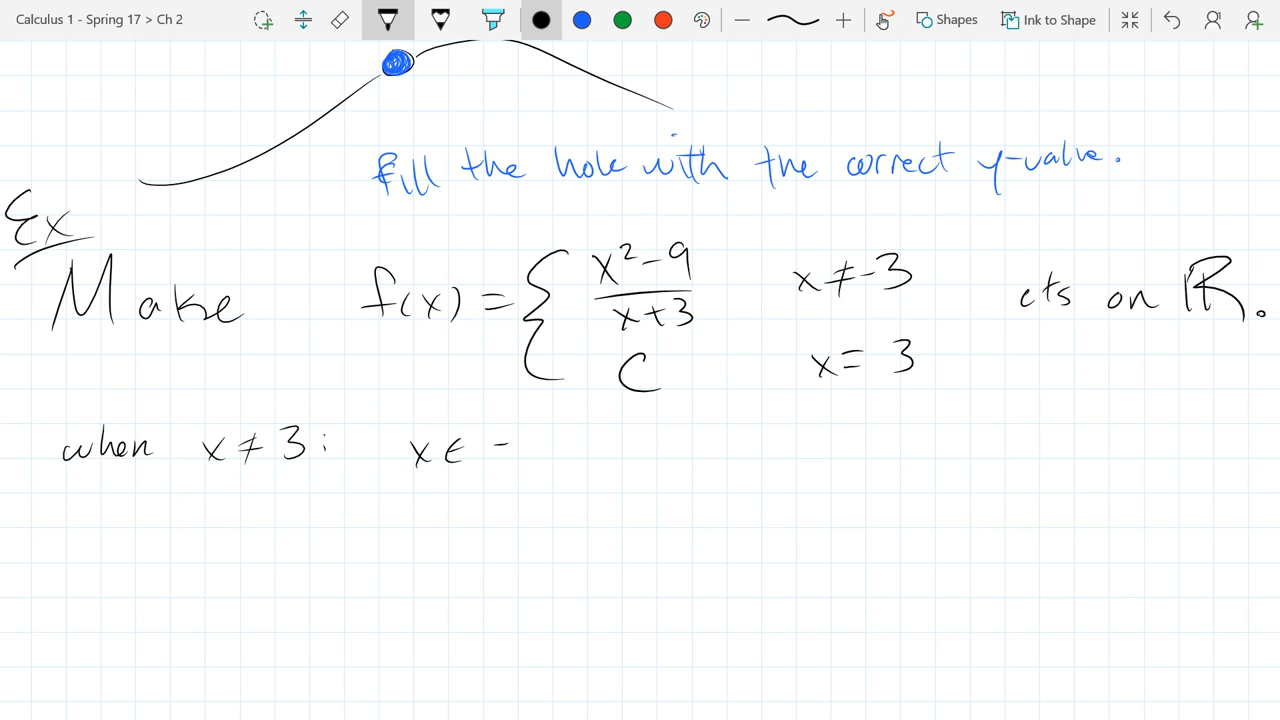 Calculus 1 - Spring 17 > Ch 2
Shapes
Ink to Shape
fill the hole with the correct y-value.
Ex
Make f(x) = { x² - 9 / x + 3 x ≠ -3 cts on ℝ.
C x = 3
when x ≠ 3 : x ∈ -